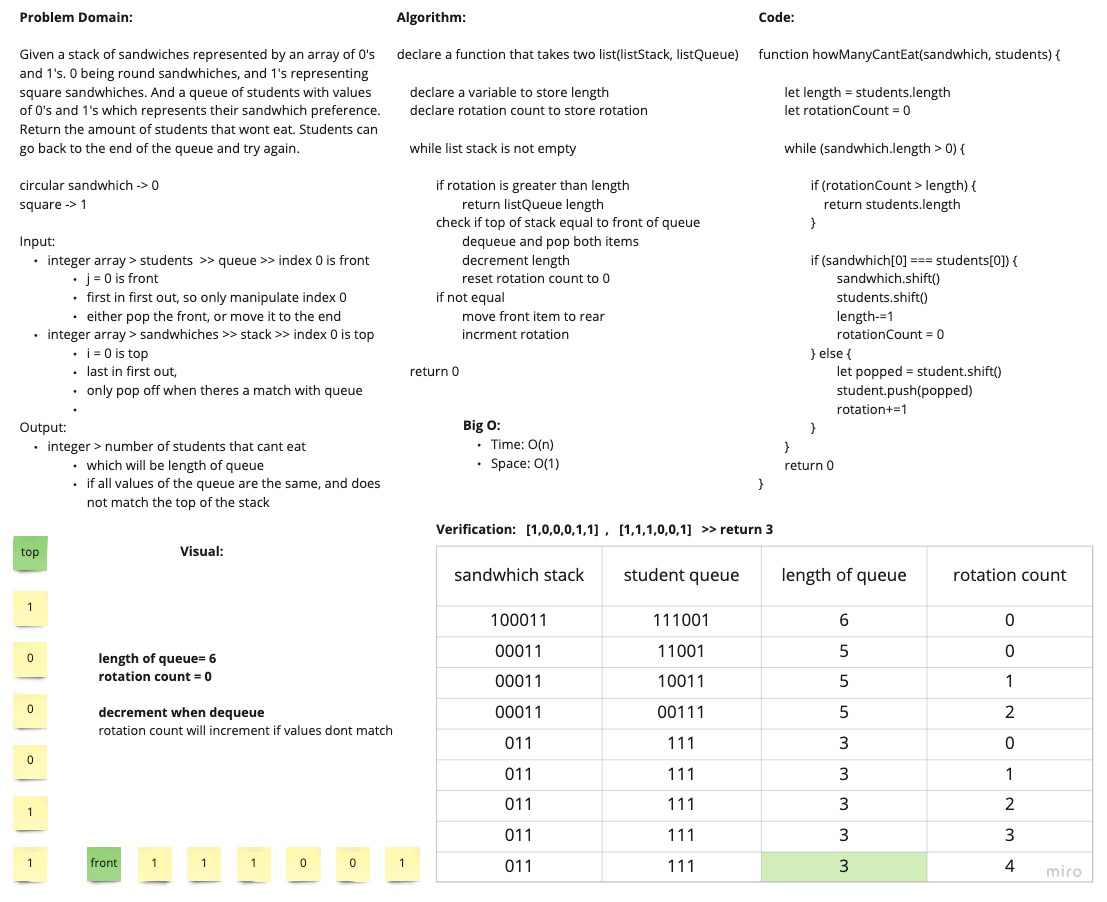 Problem Domain:
Given a stack of sandwiches represented by an array of 0's
and 1's. 0 being round sandwhiches, and 1's representing
square sandwhiches. And a queue of students with values
of 0's and 1's which represents their sandwhich preference.
Return the amount of students that wont eat. Students can
go back to the end of the queue and try again.
circular sandwhich -> 0
square -> 1
Input:
• integer array > students >> queue >> index 0 is front
• j = 0 is front
• first in first out, so only manipulate index 0
• either pop the front, or move it to the end
• integer array > sandwhiches >> stack >> index 0 is top
• i = 0 is top
• last in first out,
• only pop off when theres a match with queue
•
Output:
• integer > number of students that cant eat
• which will be length of queue
• if all values of the queue are the same, and does
not match the top of the stack
Algorithm:
declare a function that takes two list(listStack, listQueue)
declare a variable to store length
declare rotation count to store rotation
while list stack is not empty
if rotation is greater than length
return listQueue length
check if top of stack equal to front of queue
dequeue and pop both items
decrement length
reset rotation count to 0
if not equal
move front item to rear
incrment rotation
return 0
Big O:
• Time: O(n)
• Space: O(1)
Code:
function howManyCantEat(sandwhich, students) {
let length = students.length
let rotationCount = 0
while (sandwhich.length > 0) {
if (rotationCount > length) {
return students.length
}
if (sandwhich[0] === students[0]) {
sandwhich.shift()
students.shift()
length-=1
rotationCount = 0
} else {
let popped = student.shift()
student.push(popped)
rotation+=1
}
}
return 0
}
top
1
0
0
0
1
1
Visual:
length of queue= 6
rotation count = 0
decrement when dequeue
rotation count will increment if values dont match
front 1 1 1 0 0 1
Verification: [1,0,0,0,1,1] , [1,1,1,0,0,1] >> return 3
sandwhich stack student queue length of queue rotation count
100011 111001 6 0
00011 11001 5 0
00011 10011 5 1
00011 00111 5 2
011 111 3 0
011 111 3 1
011 111 3 2
011 111 3 3
011 111 3 4
miro